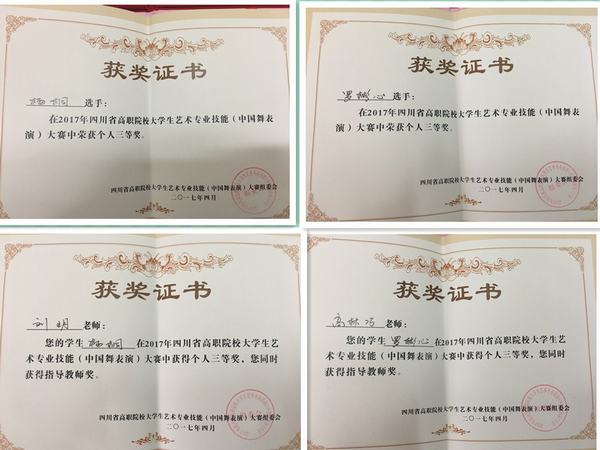 获奖证书
杨桐 选手：
在2017年四川省高职院校大学生艺术专业技能（中国舞表
演）大赛中荣获个人三等奖。
四川省高职院校大学生艺术专业技能（中国舞表演）大赛组委会
二〇一七年四月
获奖证书
罗彬心 选手：
在2017年四川省高职院校大学生艺术专业技能（中国舞表
演）大赛中荣获个人三等奖。
四川省高职院校大学生艺术专业技能（中国舞表演）大赛组委会
二〇一七年四月
获奖证书
刘明 老师：
您的学生 杨桐 在2017年四川省高职院校大学生艺
术专业技能（中国舞表演）大赛中获得个人三等奖，您同时
获得指导教师奖。
四川省高职院校大学生艺术专业技能（中国舞表演）大赛组委会
二〇一七年四月
获奖证书
老师：
您的学生 罗彬心 在2017年四川省高职院校大学生艺
术专业技能（中国舞表演）大赛中获得个人三等奖，您同时
获得指导教师奖。
四川省高职院校大学生艺术专业技能（中国舞表演）大赛组委会
二〇一七年四月